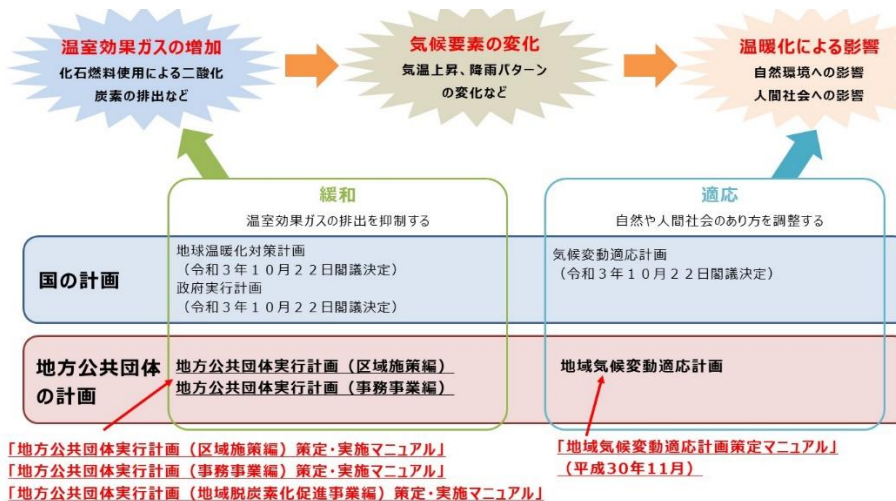 温室効果ガスの増加
化石燃料使用による二酸化
炭素の排出など
気候要素の変化
気温上昇、降雨パターン
の変化など
温暖化による影響
自然環境への影響
人間社会への影響
緩和
温室効果ガスの排出を抑制する
適応
自然や人間社会のあり方を調整する
国の計画
地球温暖化対策計画
（令和３年１０月２２日閣議決定）
政府実行計画
（令和３年１０月２２日閣議決定）
気候変動適応計画
（令和３年１０月２２日閣議決定）
地方公共団体
の計画
地方公共団体実行計画（区域施策編）
地方公共団体実行計画（事務事業編）
地域気候変動適応計画
「地方公共団体実行計画（区域施策編）策定・実施マニュアル」
「地方公共団体実行計画（事務事業編）策定・実施マニュアル」
「地方公共団体実行計画（地域脱炭素化促進事業編）策定・実施マニュアル」
「地域気候変動適応計画策定マニュアル」
（平成30年11月）